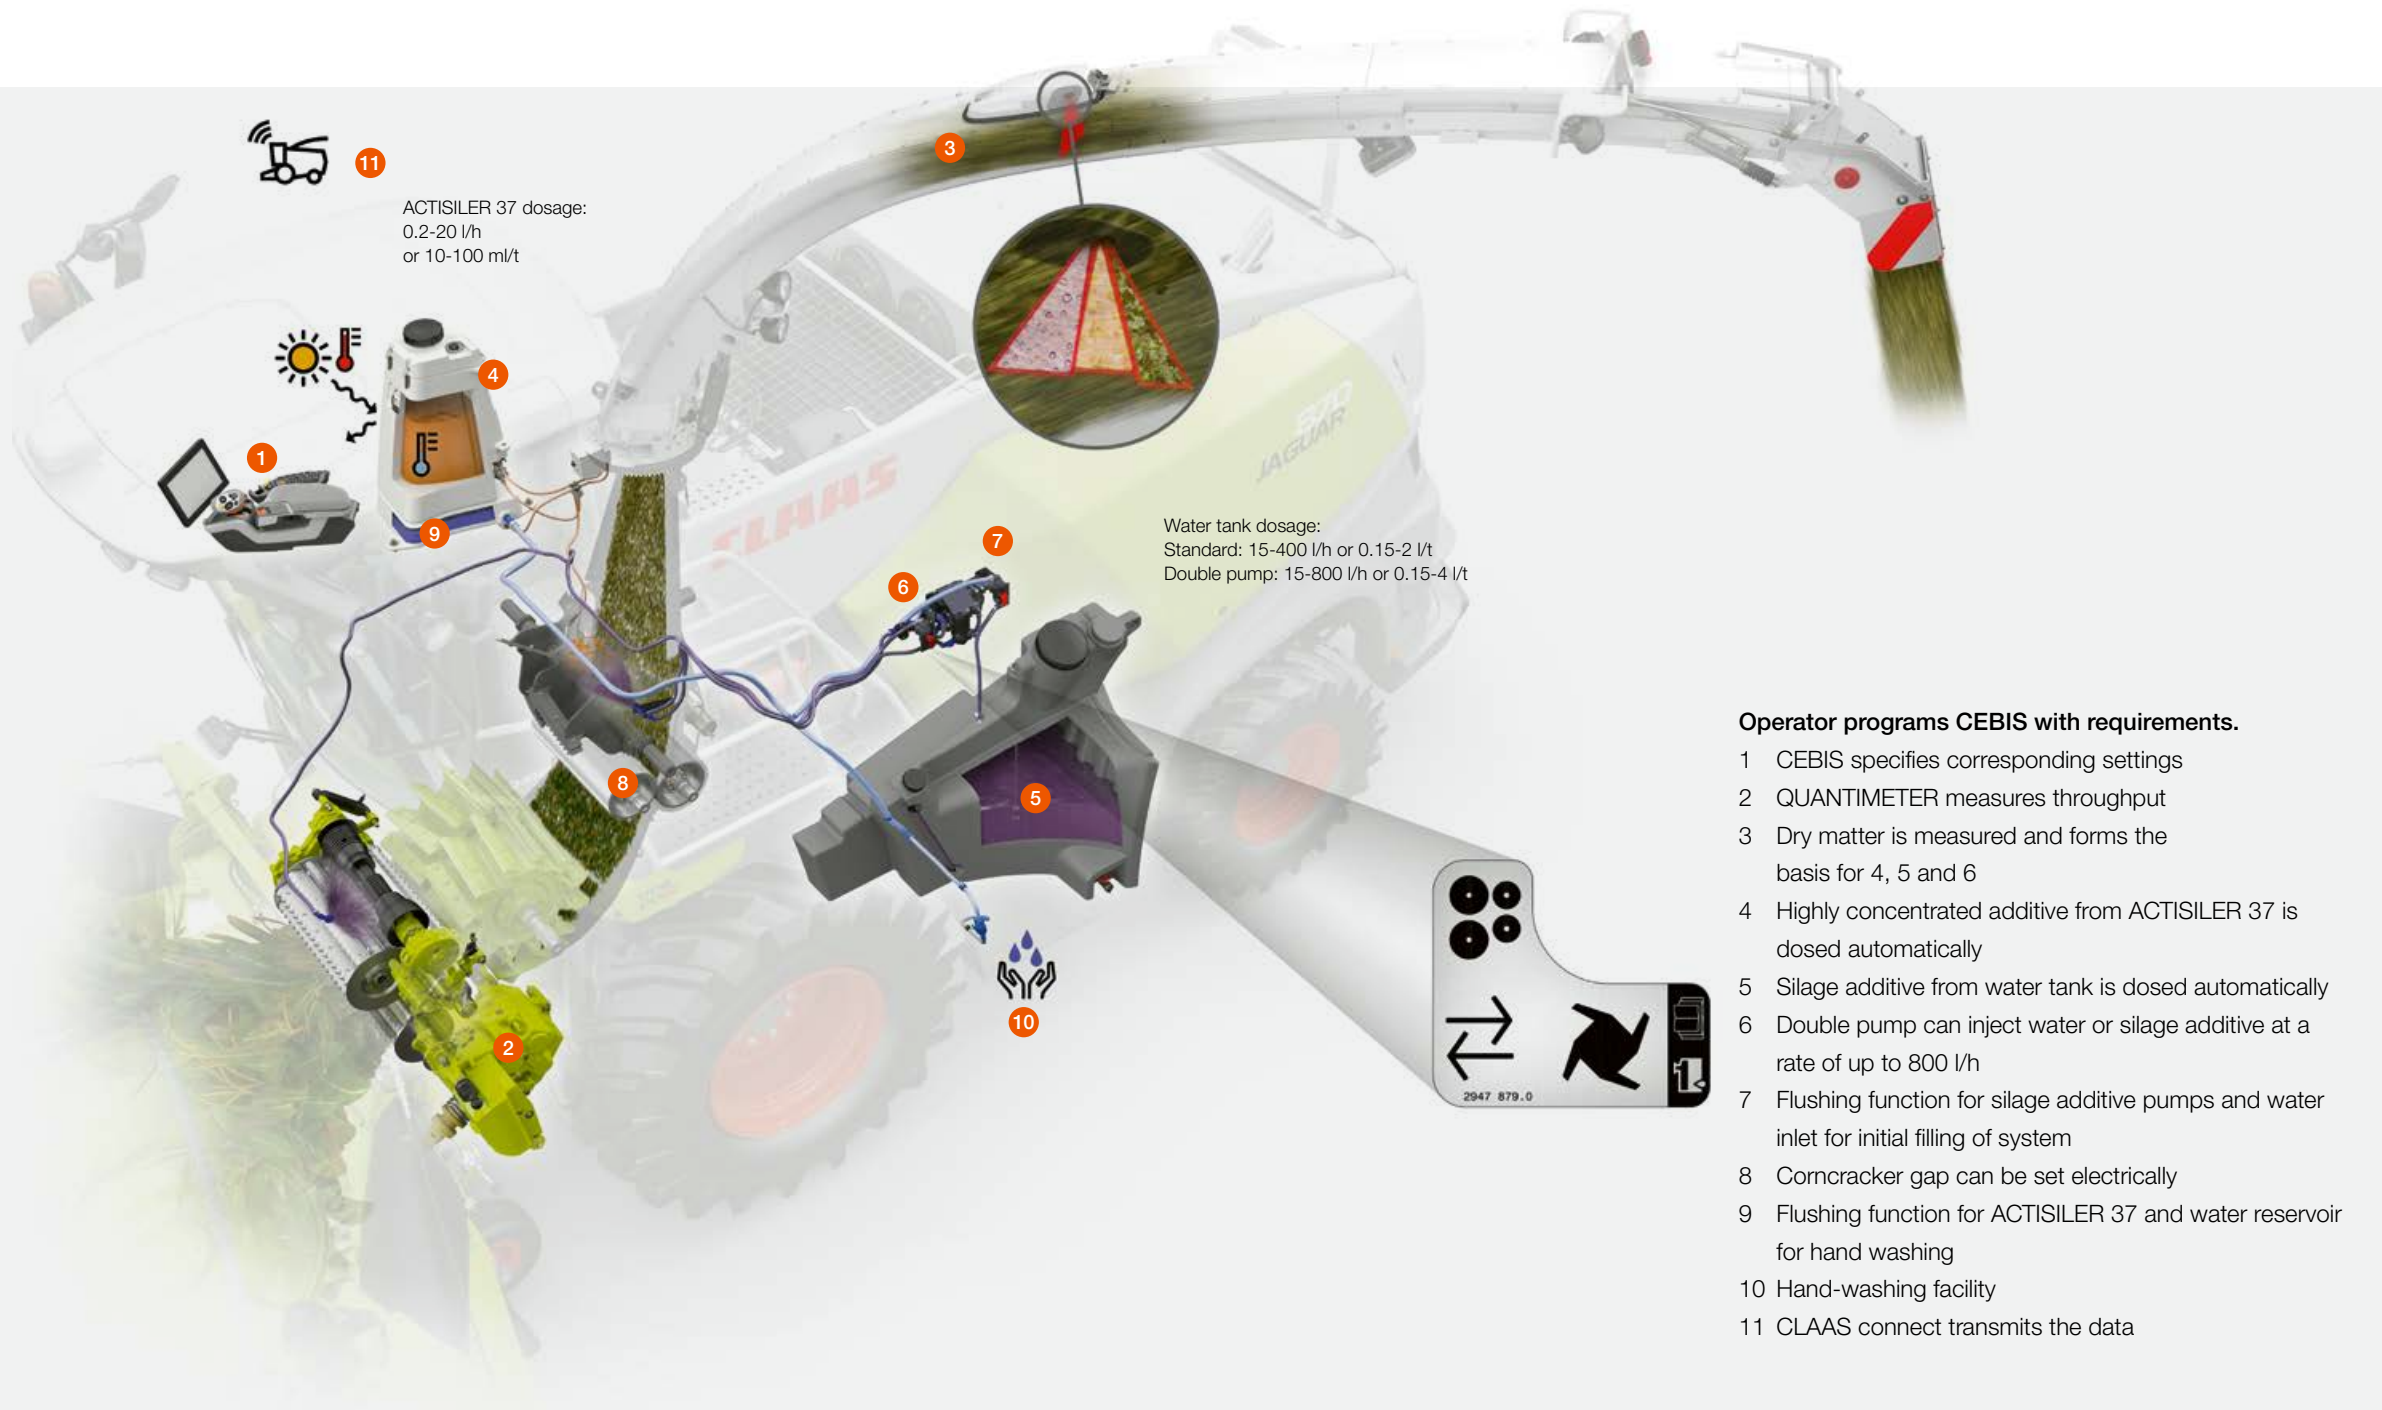 11
ACTISILER 37 dosage:
0.2-20 l/h
or 10-100 ml/t
3
4
1
9
CLAAS
870
JAGUAR
Water tank dosage:
Standard: 15-400 l/h or 0.15-2 l/t
Double pump: 15-800 l/h or 0.15-4 l/t
7
6
8
5
2
10
2947 879.0
Operator programs CEBIS with requirements.
1 CEBIS specifies corresponding settings
2 QUANTIMETER measures throughput
3 Dry matter is measured and forms the
basis for 4, 5 and 6
4 Highly concentrated additive from ACTISILER 37 is
dosed automatically
5 Silage additive from water tank is dosed automatically
6 Double pump can inject water or silage additive at a
rate of up to 800 l/h
7 Flushing function for silage additive pumps and water
inlet for initial filling of system
8 Corncracker gap can be set electrically
9 Flushing function for ACTISILER 37 and water reservoir
for hand washing
10 Hand-washing facility
11 CLAAS connect transmits the data